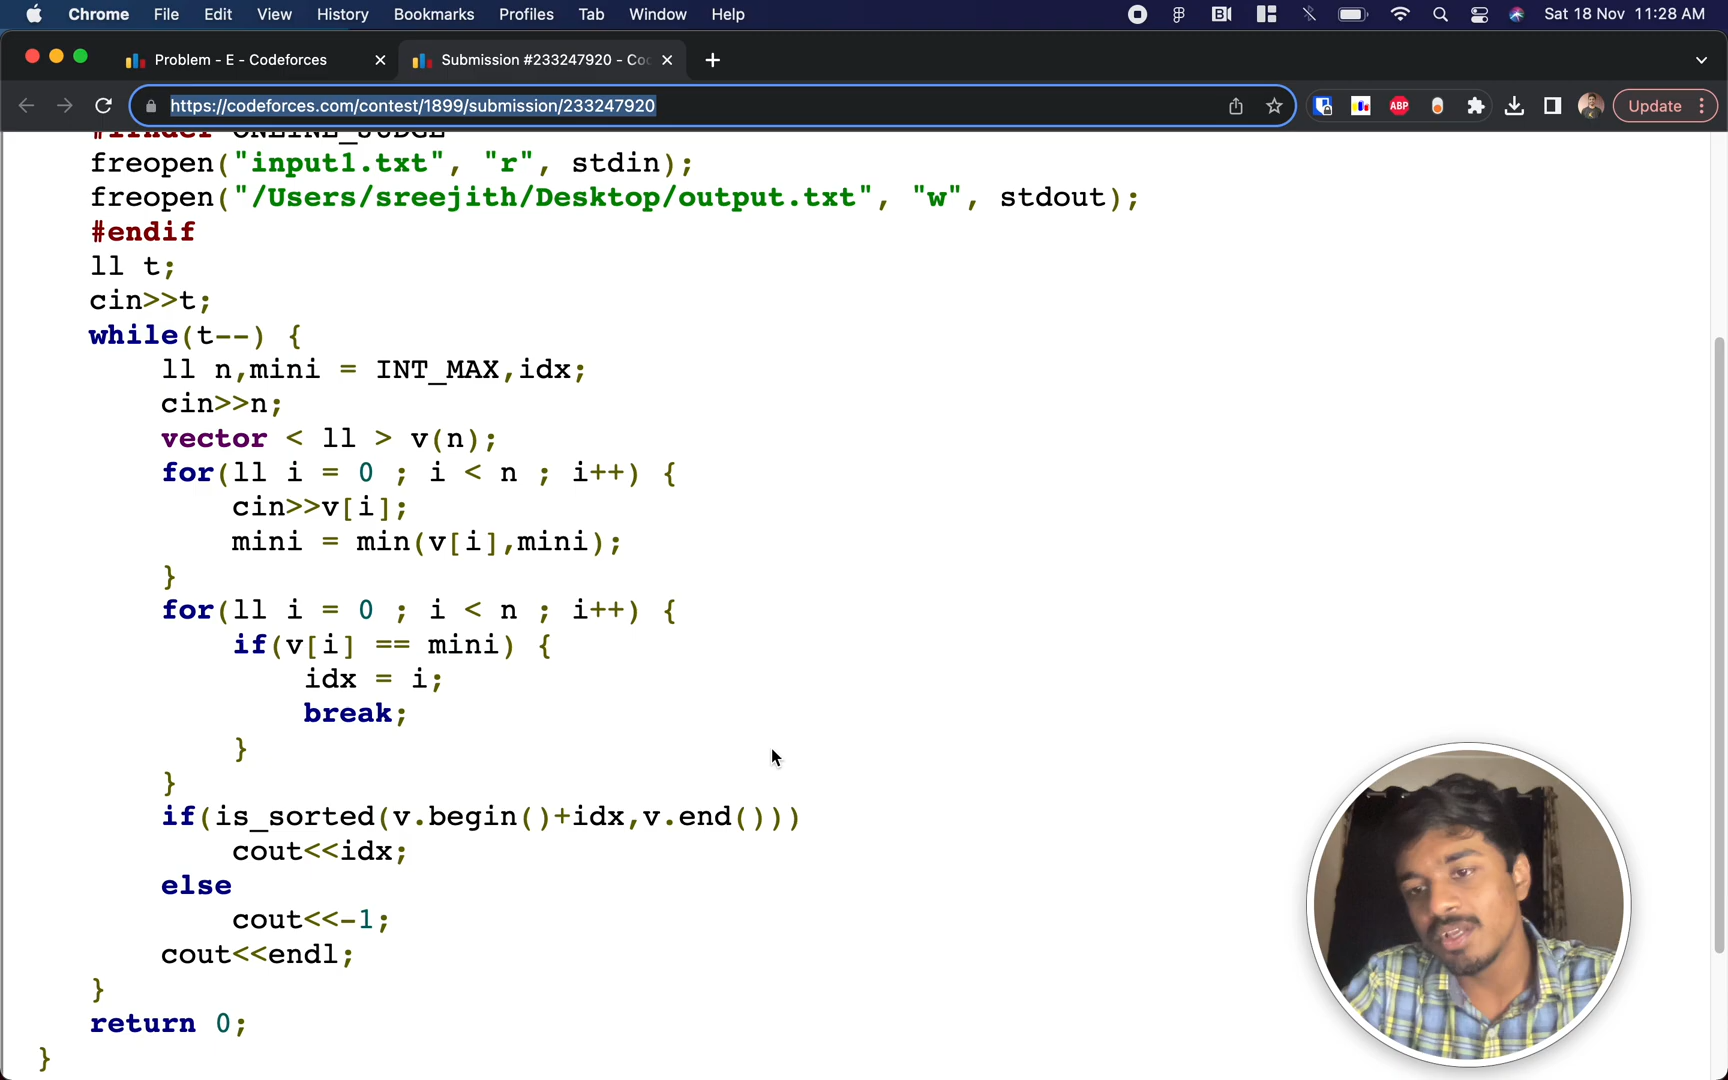 Chrome File Edit View History Bookmarks Profiles Tab Window Help Sat 18 Nov 11:28 AM
Problem - E - Codeforces Submission #233247920 - Co
https://codeforces.com/contest/1899/submission/233247920 ABP Update
#ifndef ONLINE_JUDGE
freopen("input1.txt", "r", stdin);
freopen("/Users/sreejith/Desktop/output.txt", "w", stdout);
#endif
ll t;
cin>>t;
while(t--) {
ll n,mini = INT_MAX,idx;
cin>>n;
vector < ll > v(n);
for(ll i = 0 ; i < n ; i++) {
cin>>v[i];
mini = min(v[i],mini);
}
for(ll i = 0 ; i < n ; i++) {
if(v[i] == mini) {
idx = i;
break;
}
}
if(is_sorted(v.begin()+idx,v.end()))
cout<<idx;
else
cout<<-1;
cout<<endl;
}
return 0;
}